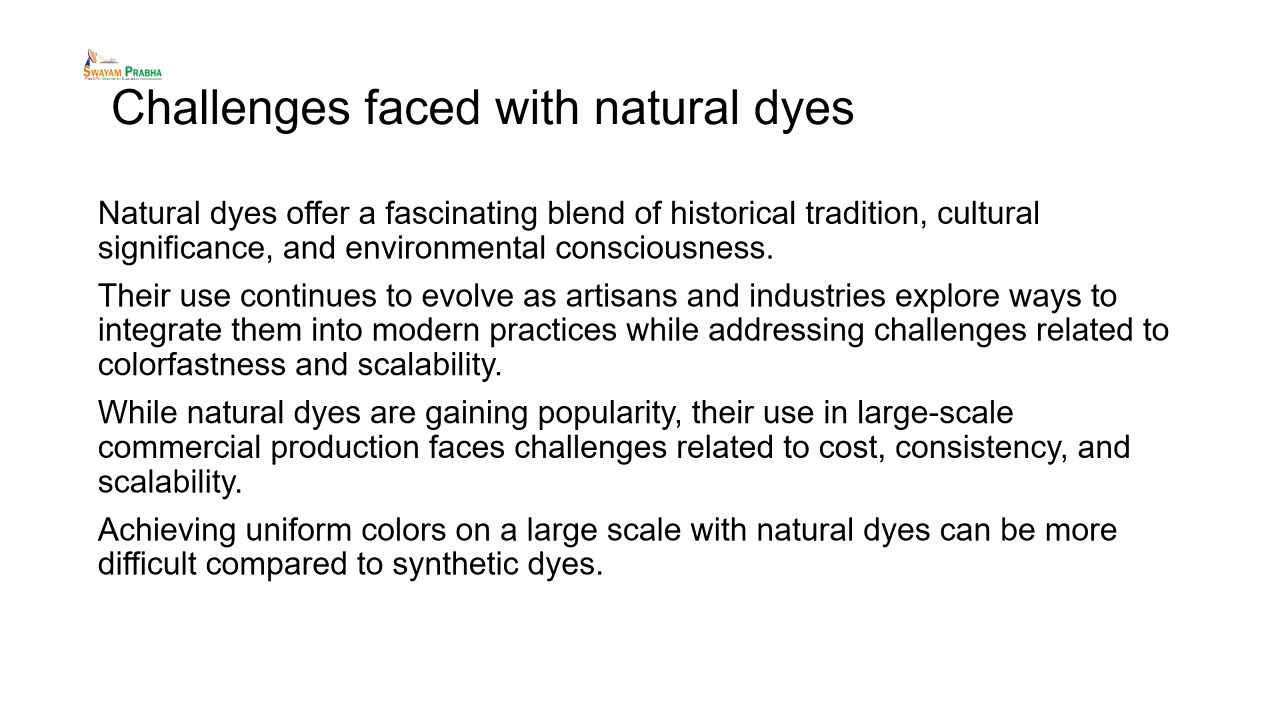 SWAYAM PRABHA
Challenges faced with natural dyes
Natural dyes offer a fascinating blend of historical tradition, cultural
significance, and environmental consciousness.
Their use continues to evolve as artisans and industries explore ways to
integrate them into modern practices while addressing challenges related to
colorfastness and scalability.
While natural dyes are gaining popularity, their use in large-scale
commercial production faces challenges related to cost, consistency, and
scalability.
Achieving uniform colors on a large scale with natural dyes can be more
difficult compared to synthetic dyes.